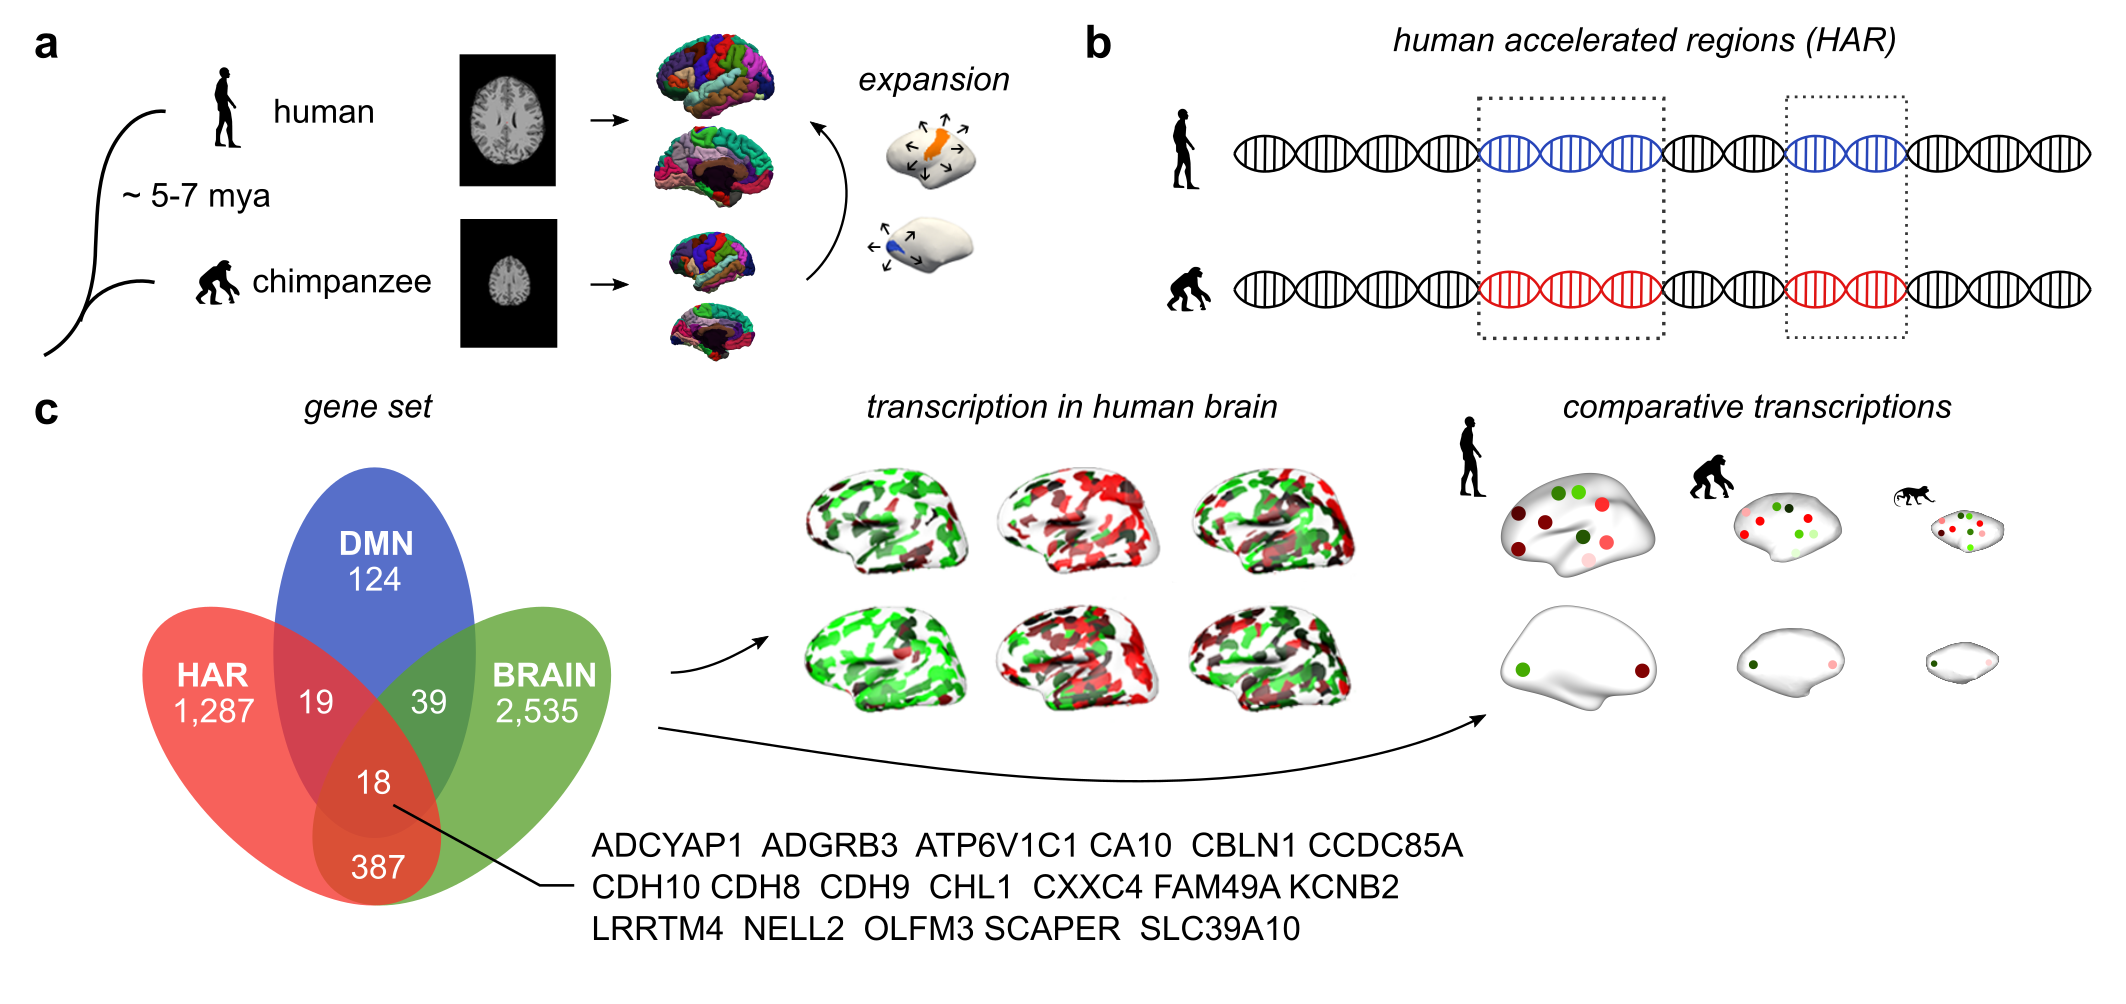 a
human
~ 5-7 mya
chimpanzee
expansion
b
human accelerated regions (HAR)
c
gene set
DMN
124
HAR
1,287
19
39
BRAIN
2,535
18
387
ADCYAP1 ADGRB3 ATP6V1C1 CA10 CBLN1 CCDC85A
CDH10 CDH8 CDH9 CHL1 CXXC4 FAM49A KCNB2
LRRTM4 NELL2 OLFM3 SCAPER SLC39A10
transcription in human brain
comparative transcriptions